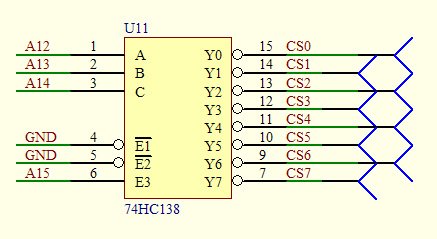 U11
A12 1 A Y0 15 CS0
A13 2 B Y1 14 CS1
A14 3 C Y2 13 CS2
Y3 12 CS3
Y4 11 CS4
GND 4 E1 Y5 10 CS5
GND 5 E2 Y6 9 CS6
A15 6 E3 Y7 7 CS7
74HC138